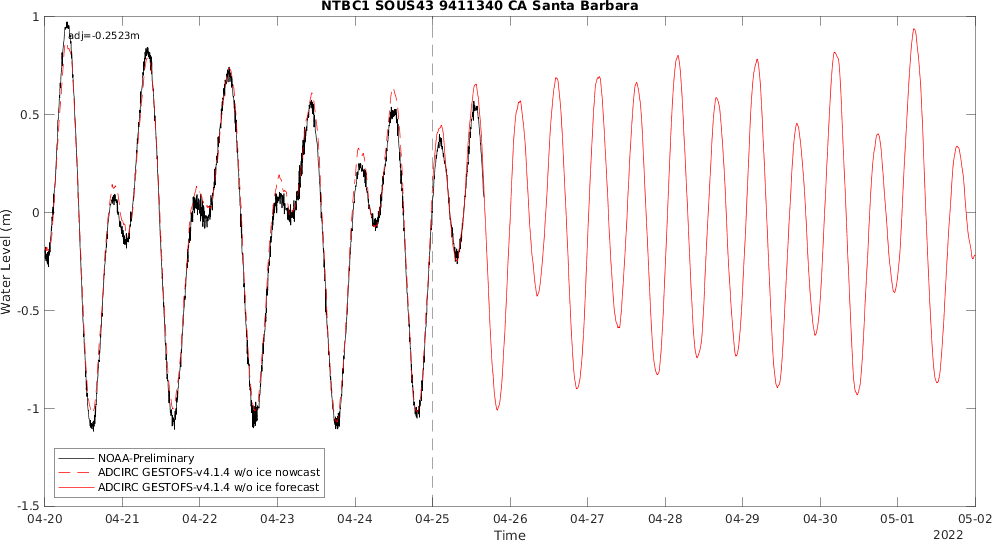 NTBC1 SOUS43 9411340 CA Santa Barbara
adj=-0.2523m
1
0.5
0
-0.5
-1
-1.5
Water Level (m)
NOAA-Preliminary
ADCIRC GESTOFS-v4.1.4 w/o ice nowcast
ADCIRC GESTOFS-v4.1.4 w/o ice forecast
04-20 04-21 04-22 04-23 04-24 04-25 04-26 04-27 04-28 04-29 04-30 05-01 05-02
Time
2022